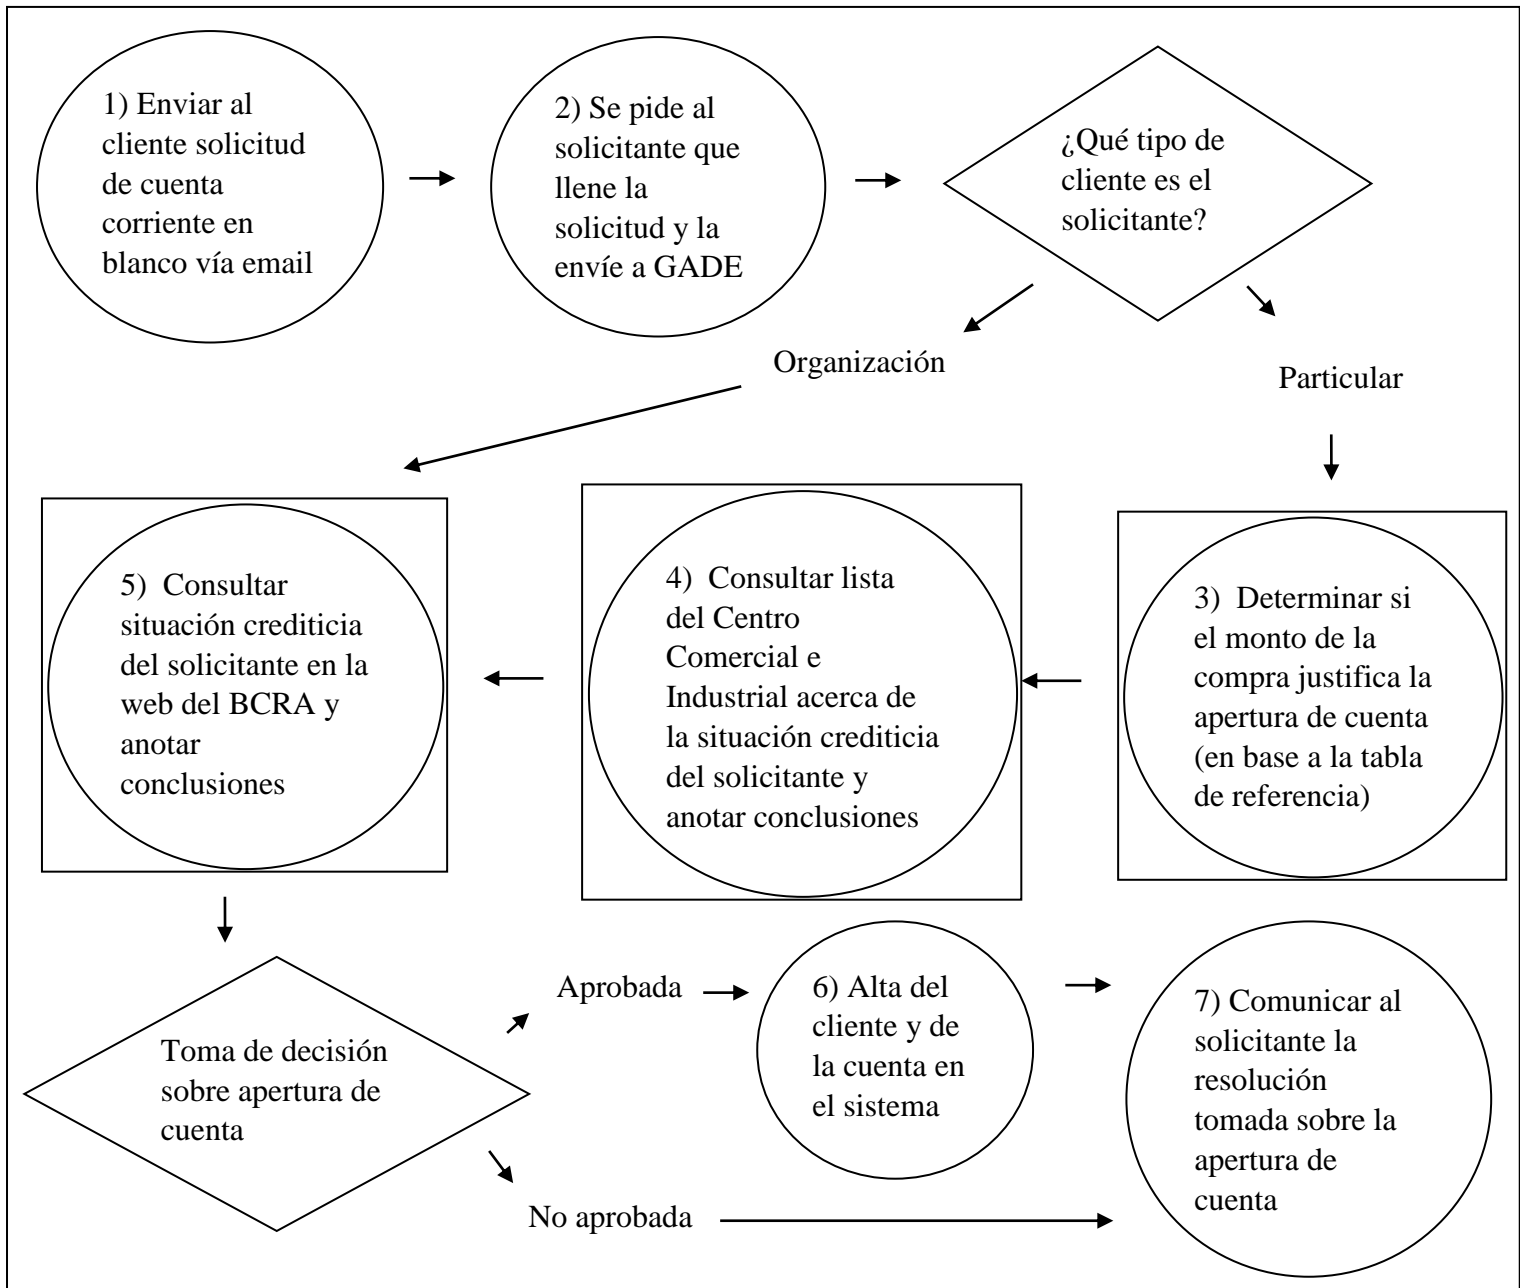 1) Enviar al
cliente solicitud
de cuenta
corriente en
blanco vía email
2) Se pide al
solicitante que
llene la
solicitud y la
envíe a GADE
¿Qué tipo de
cliente es el
solicitante?
Organización
Particular
3)  Determinar si
el monto de la
compra justifica la
apertura de cuenta
(en base a la tabla
de referencia)
4)  Consultar lista
del Centro
Comercial e
Industrial acerca de
la situación crediticia
del solicitante y
anotar conclusiones
5)  Consultar
situación crediticia
del solicitante en la
web del BCRA y
anotar
conclusiones
Toma de decisión
sobre apertura de
cuenta
Aprobada
6) Alta del
cliente y de
la cuenta en
el sistema
7) Comunicar al
solicitante la
resolución
tomada sobre la
apertura de
cuenta
No aprobada